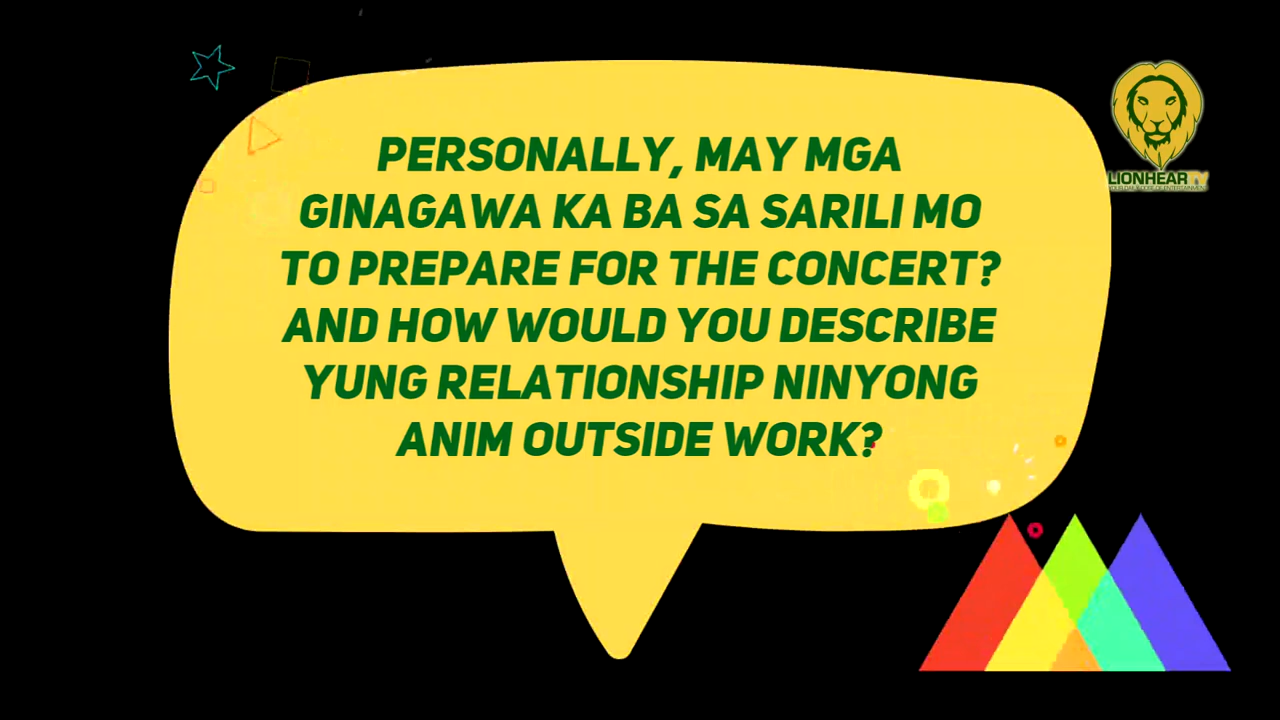 PERSONALLY, MAY MGA
GINAGAWA KA BA SA SARILI MO
TO PREPARE FOR THE CONCERT?
AND HOW WOULD YOU DESCRIBE
YUNG RELATIONSHIP NINYONG
ANIM OUTSIDE WORK?
LIONHEARTV